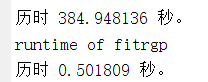 历时 384.948136 秒。
runtime of fitrgp
历时 0.501809 秒。